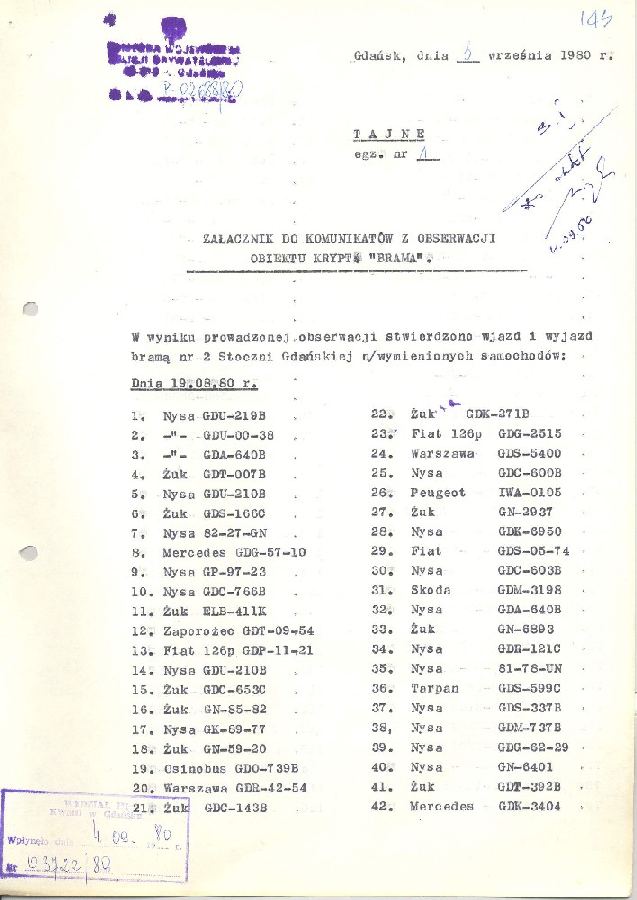 145
Gdańsk, dnia 5 września 1980 r.
T A J N E
egz. nr 1
ZAŁACZNIK DO KOMUNIKATÓW Z OBSERWACJI
OBIEKTU KRYPT. "BRAMA".
W wyniku prowadzonej obserwacji stwierdzono wjazd i wyjazd
bramą nr 2 Stoczni Gdańskiej n/wymienionych samochodów:
Dnia 19.08.80 r.
1. Nysa GDU-219B
2. -"- GDU-00-38
3. -"- GDA-640B
4. Żuk GDT-007B
5. Nysa GDU-210B
6. Żuk GDS-166C
7. Nysa 82-27-GN
8. Mercedes GDG-57-10
9. Nysa GP-97-23
10. Nysa GDC-766B
11. Żuk ELB-411K
12. Zaporożec GDT-09-54
13. Fiat 126p GDP-11-21
14. Nysa GDU-210B
15. Żuk GDC-653C
16. Żuk GN-85-82
17. Nysa GK-69-77
18. Żuk GN-59-20
19. Osinobus GDO-739B
20. Warszawa GDR-42-54
21. Żuk GDC-143B
22. Żuk GDK-271B
23. Fiat 126p GDG-2515
24. Warszawa GDS-5400
25. Nysa GDC-600B
26. Peugeot IWA-0105
27. Żuk GN-2937
28. Nysa GDK-6950
29. Fiat GDS-05-74
30. Nysa GDC-603B
31. Skoda GDM-3198
32. Nysa GDA-640B
33. Żuk GN-6893
34. Nysa GDR-121C
35. Nysa 81-78-UN
36. Tarpan GDS-599C
37. Nysa GDS-337B
38, Nysa GDM-737B
39. Nysa GDG-62-29
40. Nysa GN-6401
41. Żuk GDT-392B
42. Mercedes GDK-3404
WYDZIAŁ
w Gdańsku
Wpłynęło dnia 4 09. 80 r.
Nr 80